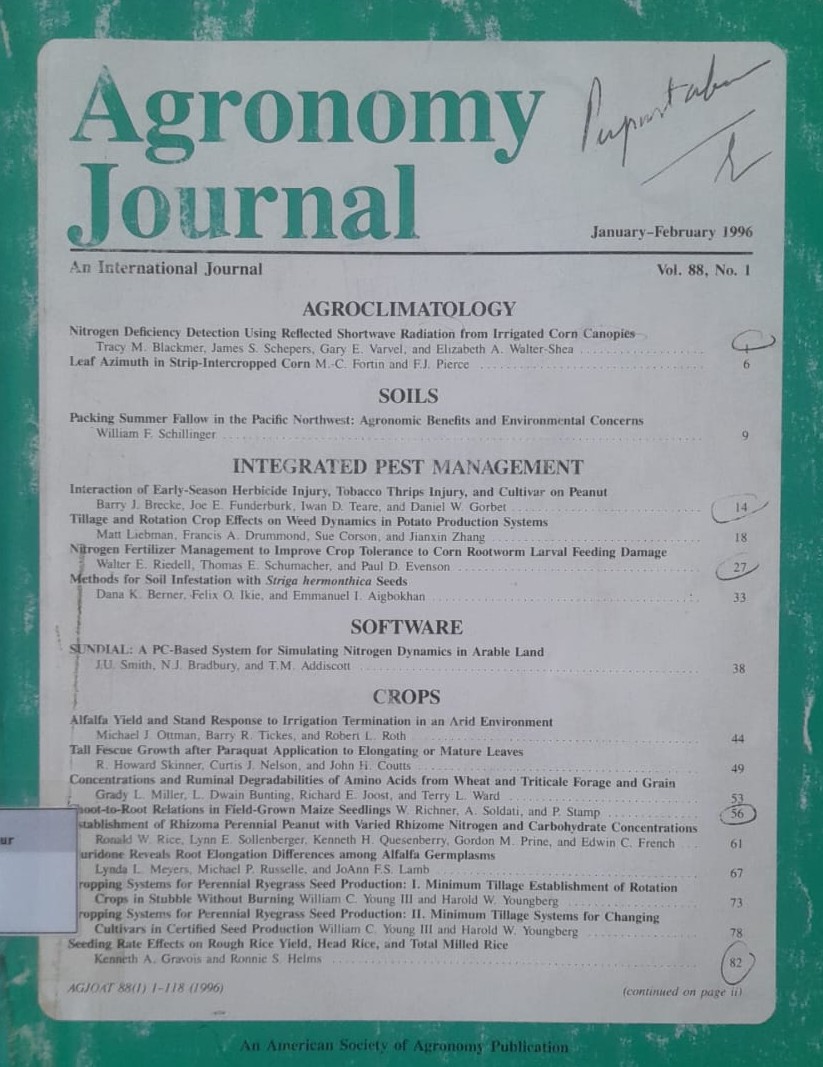 Agronomy
Journal
January-February 1996
An International Journal
Vol. 88, No. 1
AGROCLIMATOLOGY
Nitrogen Deficiency Detection Using Reflected Shortwave Radiation from Irrigated Corn Canopies
Tracy M. Blackmer, James S. Schepers, Gary E. Varvel, and Elizabeth A. Walter-Shea 1
Leaf Azimuth in Strip-Intercropped Corn M.-C. Fortin and F.J. Pierce 6
SOILS
Packing Summer Fallow in the Pacific Northwest: Agronomic Benefits and Environmental Concerns
William F. Schillinger 9
INTEGRATED PEST MANAGEMENT
Interaction of Early-Season Herbicide Injury, Tobacco Thrips Injury, and Cultivar on Peanut
Barry J. Brecke, Joe E. Funderburk, Iwan D. Teare, and Daniel W. Gorbet 14
Tillage and Rotation Crop Effects on Weed Dynamics in Potato Production Systems
Matt Liebman, Francis A. Drummond, Sue Corson, and Jianxin Zhang 18
Nitrogen Fertilizer Management to Improve Crop Tolerance to Corn Rootworm Larval Feeding Damage
Walter E. Riedell, Thomas E. Schumacher, and Paul D. Evenson 27
Methods for Soil Infestation with Striga hermonthica Seeds
Dana K. Berner, Felix O. Ikie, and Emmanuel I. Aigbokhan 33
SOFTWARE
SUNDIAL: A PC-Based System for Simulating Nitrogen Dynamics in Arable Land
J.U. Smith, N.J. Bradbury, and T.M. Addiscott 38
CROPS
Alfalfa Yield and Stand Response to Irrigation Termination in an Arid Environment
Michael J. Ottman, Barry R. Tickes, and Robert L. Roth 44
Tall Fescue Growth after Paraquat Application to Elongating or Mature Leaves
R. Howard Skinner, Curtis J. Nelson, and John H. Coutts 49
Concentrations and Ruminal Degradabilities of Amino Acids from Wheat and Triticale Forage and Grain
Grady L. Miller, L. Dwain Bunting, Richard E. Joost, and Terry L. Ward 53
hoot-to-Root Relations in Field-Grown Maize Seedlings W. Richner, A. Soldati, and P. Stamp 56
stablishment of Rhizoma Perennial Peanut with Varied Rhizome Nitrogen and Carbohydrate Concentrations
Ronald W. Rice, Lynn E. Sollenberger, Kenneth H. Quesenberry, Gordon M. Prine, and Edwin C. French 61
uridone Reveals Root Elongation Differences among Alfalfa Germplasms
Lynda L. Meyers, Michael P. Russelle, and JoAnn F.S. Lamb 67
ropping Systems for Perennial Ryegrass Seed Production: I. Minimum Tillage Establishment of Rotation
Crops in Stubble Without Burning William C. Young III and Harold W. Youngberg 73
ropping Systems for Perennial Ryegrass Seed Production: II. Minimum Tillage Systems for Changing
Cultivars in Certified Seed Production William C. Young III and Harold W. Youngberg 78
Seeding Rate Effects on Rough Rice Yield, Head Rice, and Total Milled Rice
Kenneth A. Gravois and Ronnie S. Helms 82
AGJOAT 88(1) 1-118 (1996)
(continued on page ii)
An American Society of Agronomy Publication
ur